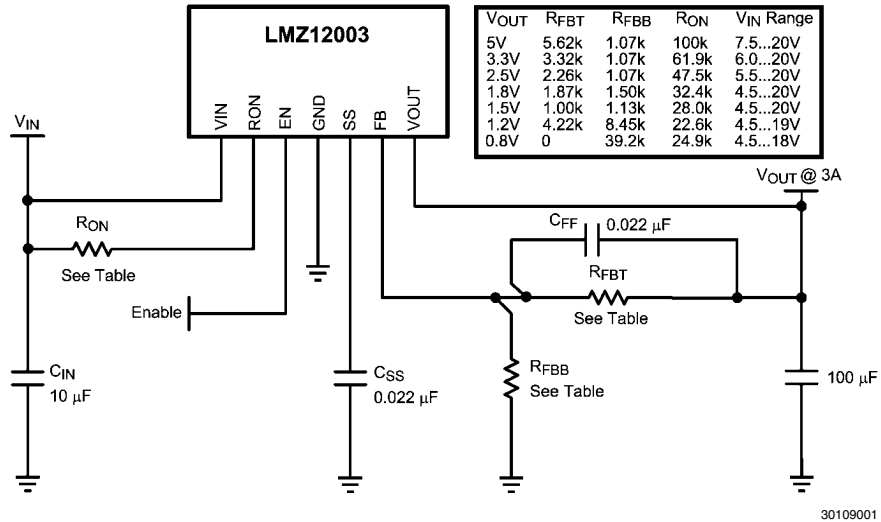 LMZ12003
VIN
RON
EN
GND
SS
FB
VOUT
VOUT RFBT RFBB RON VIN Range
5V 5.62k 1.07k 100k 7.5...20V
3.3V 3.32k 1.07k 61.9k 6.0...20V
2.5V 2.26k 1.07k 47.5k 5.5...20V
1.8V 1.87k 1.50k 32.4k 4.5...20V
1.5V 1.00k 1.13k 28.0k 4.5...20V
1.2V 4.22k 8.45k 22.6k 4.5...19V
0.8V 0 39.2k 24.9k 4.5...18V
VIN
VOUT @ 3A
RON
See Table
CFF 0.022 µF
RFBT
See Table
Enable
CIN
10 µF
CSS
0.022 µF
RFBB
See Table
100 µF
30109001